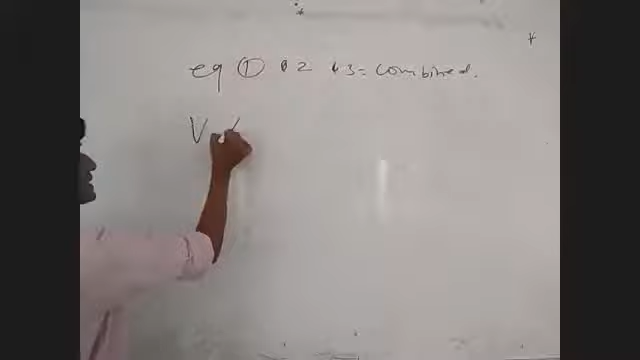 eq ① & 2 & 3 = combined.
V